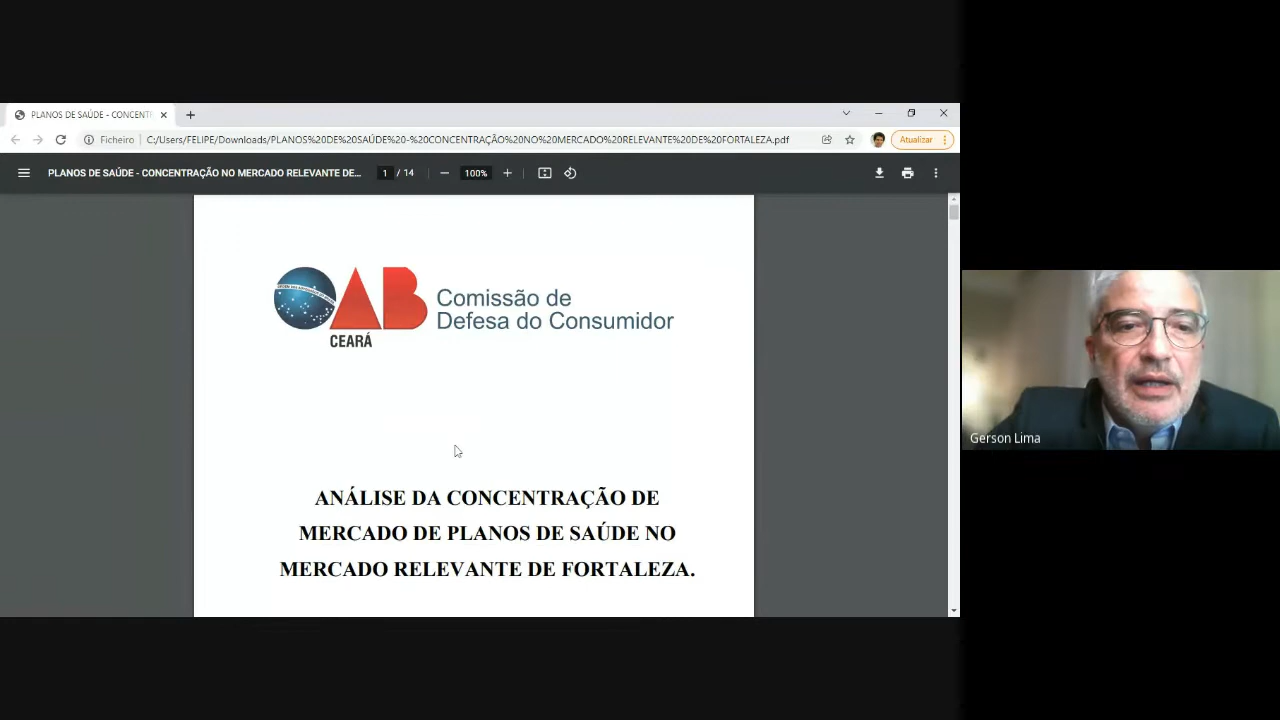 PLANOS DE SAÚDE - CONCENT
Ficheiro
C:/Users/FELIPE/Downloads/PLANOS%20DE%20SAÚDE%20-%20CONCENTRAÇÃO%20NO%20MERCADO%20RELEVANTE%20DE%20FORTALEZA.pdf
Atualizar
PLANOS DE SAÚDE - CONCENTRAÇÃO NO MERCADO RELEVANTE DE...
1 / 14
100%
OAB
CEARÁ
Comissão de
Defesa do Consumidor
ANÁLISE DA CONCENTRAÇÃO DE
MERCADO DE PLANOS DE SAÚDE NO
MERCADO RELEVANTE DE FORTALEZA.
Gerson Lima